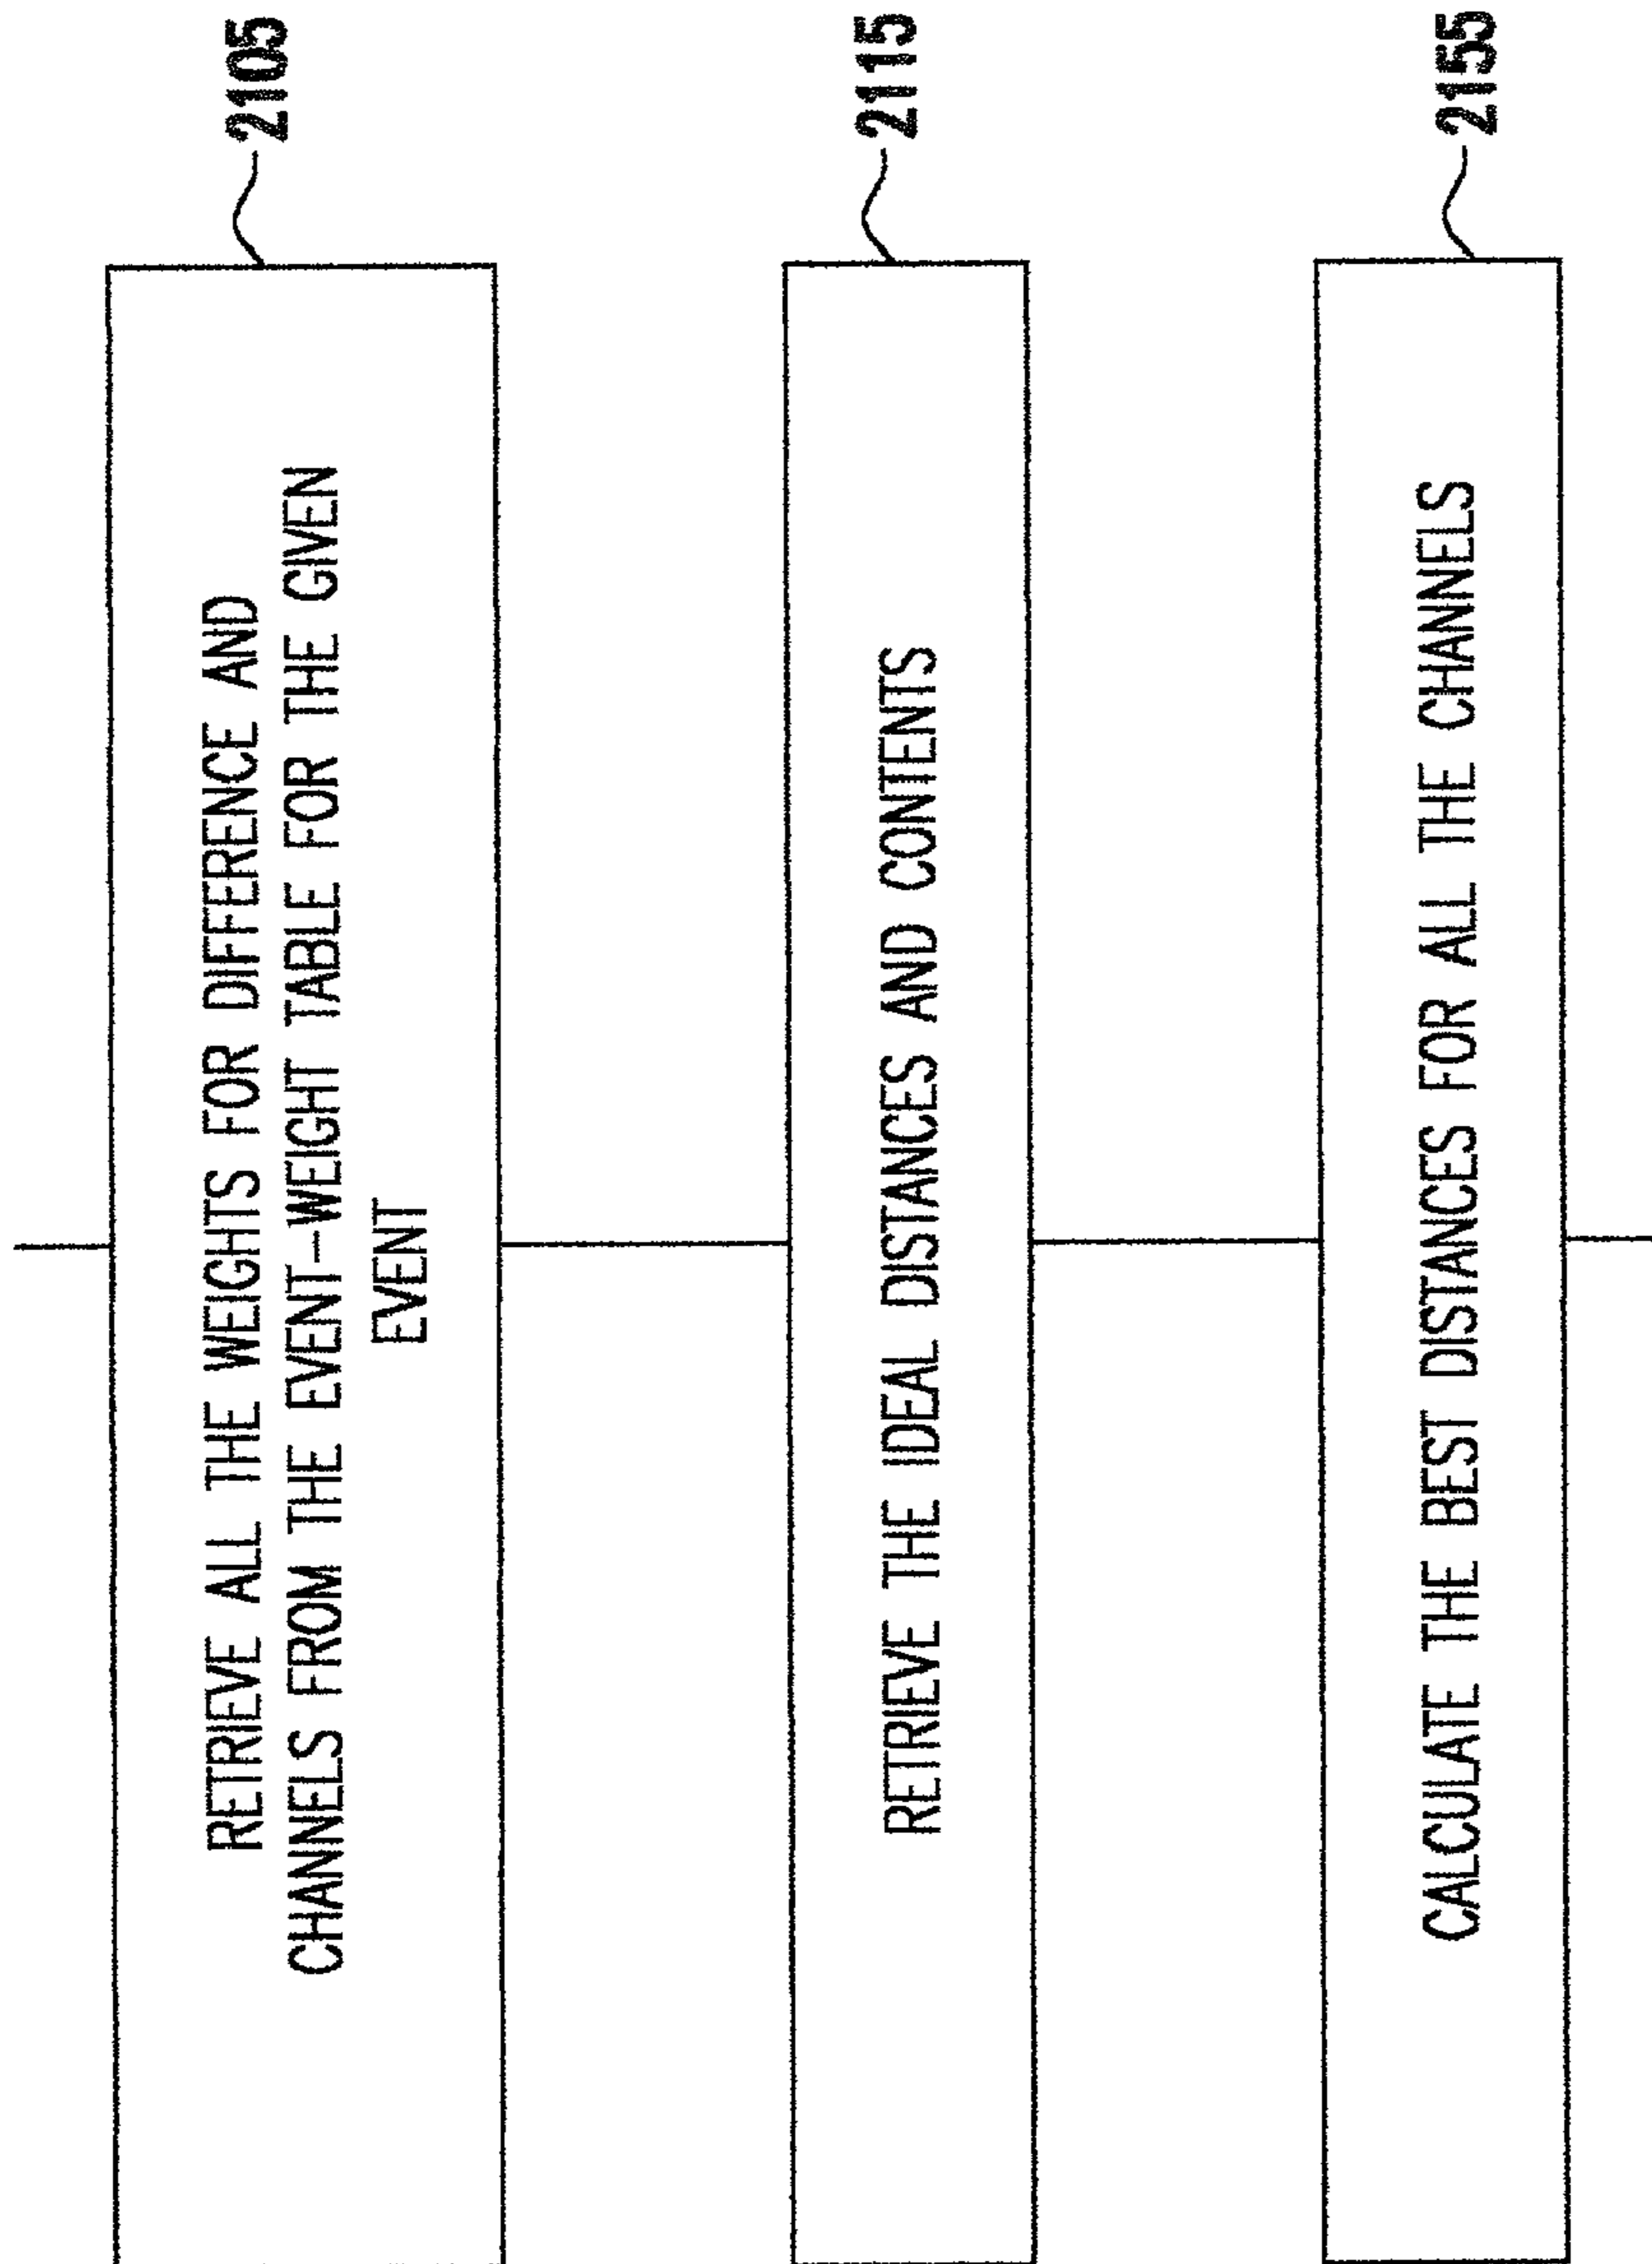 RETRIEVE ALL THE WEIGHTS FOR DIFFERENCE AND
CHANNELS FROM THE EVENT-WEIGHT TABLE FOR THE GIVEN
EVENT
2105
RETRIEVE THE IDEAL DISTANCES AND CONTENTS
2115
CALCULATE THE BEST DISTANCES FOR ALL THE CHANNELS
2155